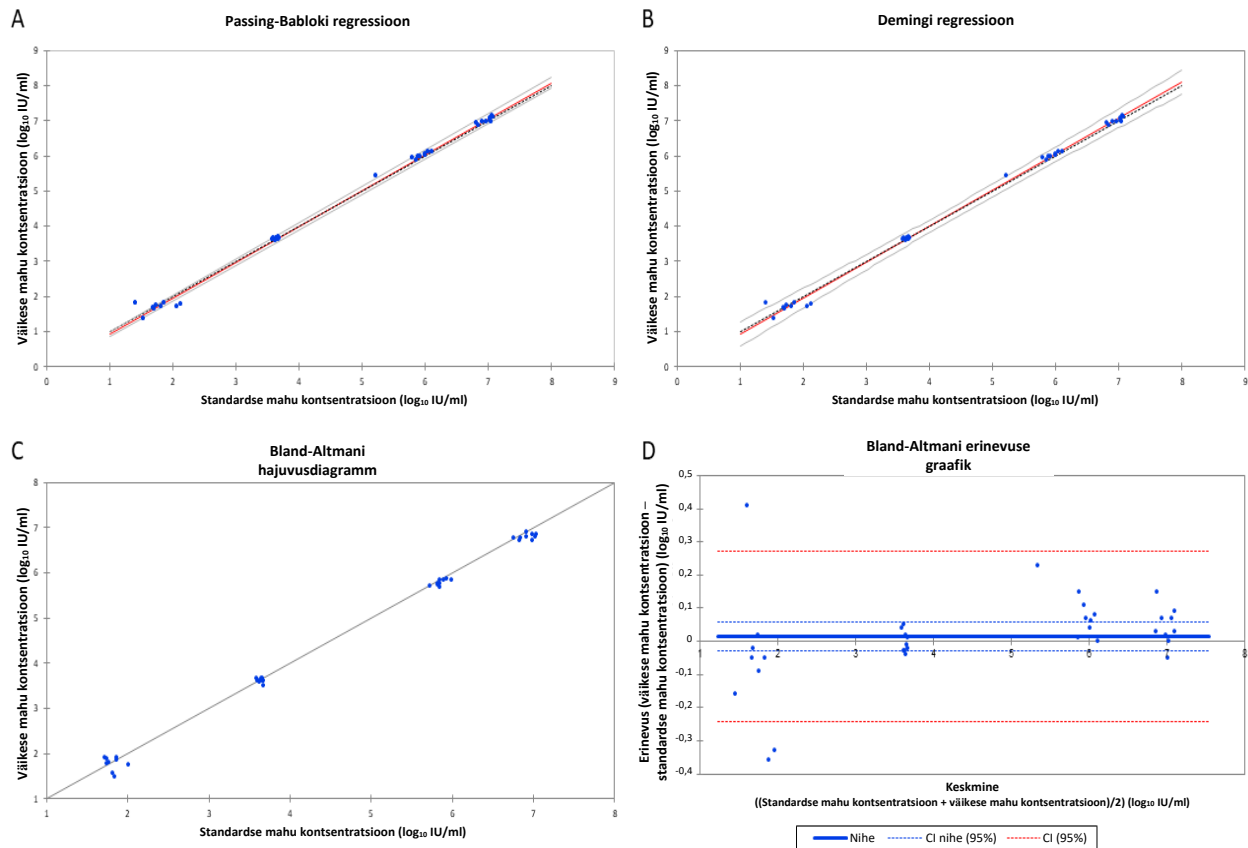 A
Passing-Babloki regressioon
Väikese mahu kontsentratsioon (log₁₀ IU/ml)
9
8
7
6
5
4
3
2
1
0
0 1 2 3 4 5 6 7 8 9
Standardse mahu kontsentratsioon (log₁₀ IU/ml)
B
Demingi regressioon
Väikese mahu kontsentratsioon (log₁₀ IU/ml)
9
8
7
6
5
4
3
2
1
0
0 1 2 3 4 5 6 7 8 9
Standardse mahu kontsentratsioon (log₁₀ IU/ml)
C
Bland-Altmani
hajuvusdiagramm
Väikese mahu kontsentratsioon (log₁₀ IU/ml)
8
7
6
5
4
3
2
1
1 2 3 4 5 6 7 8
Standardse mahu kontsentratsioon (log₁₀ IU/ml)
D
Bland-Altmani erinevuse
graafik
Erinevus (väikese mahu kontsentratsioon –
standardse mahu kontsentratsioon) (log₁₀ IU/ml)
0,5
0,4
0,3
0,2
0,1
0
-0,1
-0,2
-0,3
-0,4
1 2 3 4 5 6 7 8
Keskmine
((Standardse mahu kontsentratsioon + väikese mahu kontsentratsioon)/2) (log₁₀ IU/ml)
Nihe CI nihe (95%) CI (95%)